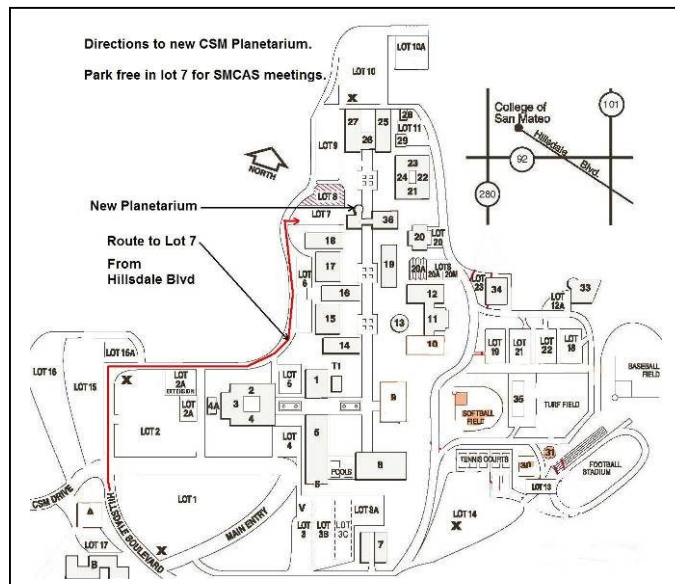 Directions to new CSM Planetarium.
Park free in lot 7 for SMCAS meetings.
LOT 10A
LOT 10
X
College of
San Mateo
101
Hillsdale
Blvd.
92
280
27
25
28
LOT 11
26
29
LOT 9
NORTH
23
24
22
21
LOT 8
New Planetarium
LOT 7
36
Route to Lot 7
From
Hillsdale Blvd
18
20
LOT
20
17
19
20A
LOTS
20A 20M
LOT
6
16
12
LOT
23
34
33
LOT
12A
15
13
11
14
10
LOT
19
LOT
21
LOT
22
LOT
18
LOT 16
LOT 15A
LOT 15
X
LOT
2A
EXTENSION
LOT
2A
4A
2
3
4
LOT
5
1
T1
9
BASEBALL
FIELD
35
TURF FIELD
SOFTBALL
FIELD
LOT 2
LOT
4
6
POOLS
8
TENNIS COURTS
30
31
FOOTBALL
STADIUM
LOT 13
CSM DRIVE
HILLSDALE BOULEVARD
LOT 1
MAIN ENTRY
A
LOT 17
B
X
V
LOT
3B
LOT
3C
7
LOT 14
X